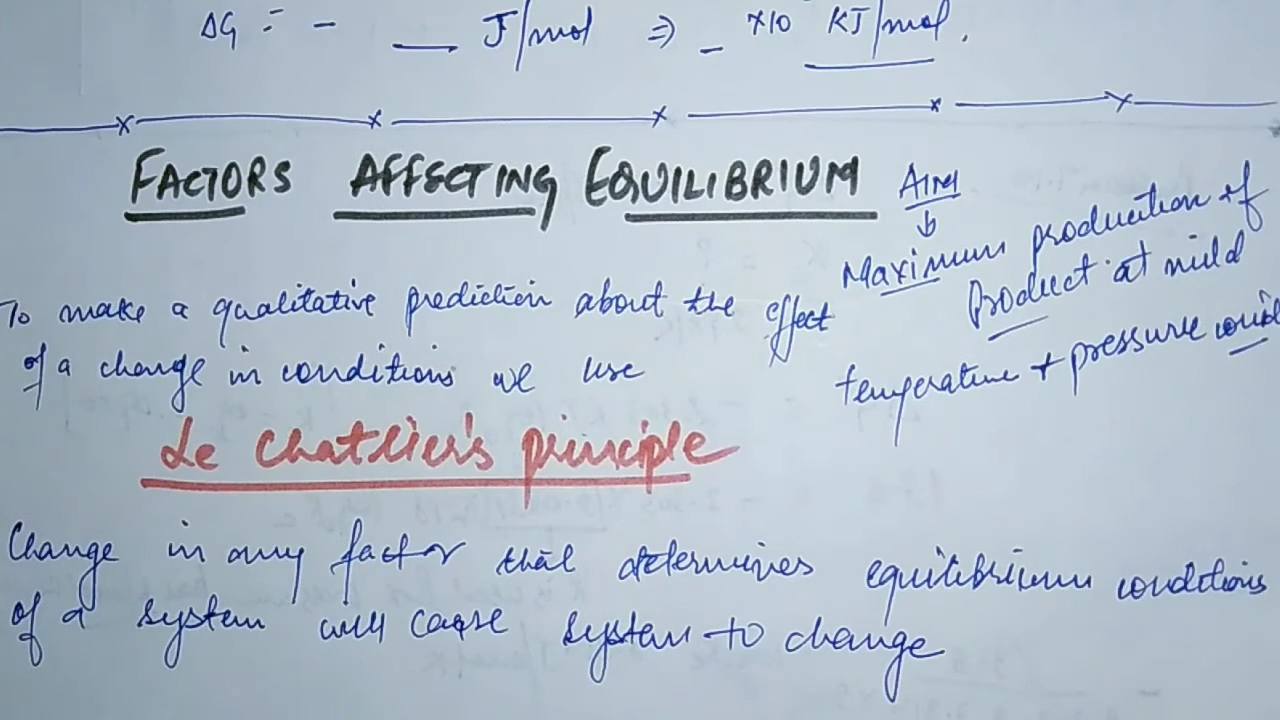 ΔG = - __ J/mol ⇒ _ x10 KJ/mol.
FACTORS AFFECTING EQUILIBRIUM
AIM
↓
Maximum production of
Product at mild
temperature + pressure
To make a qualitative prediction about the effect
of a change in conditions we use
Le Chatlier's principle
Change in any factor that determines equilibrium conditions
of a system will cause system to change